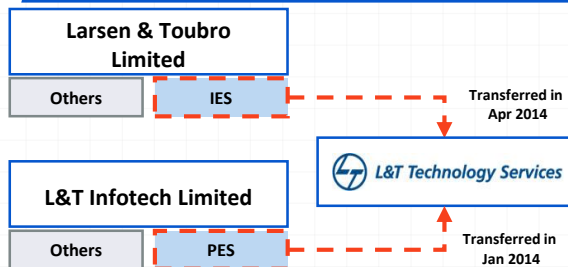 Larsen & Toubro
Limited
Others
IES
Transferred in
Apr 2014
L&T Technology Services
L&T Infotech Limited
Others
PES
Transferred in
Jan 2014